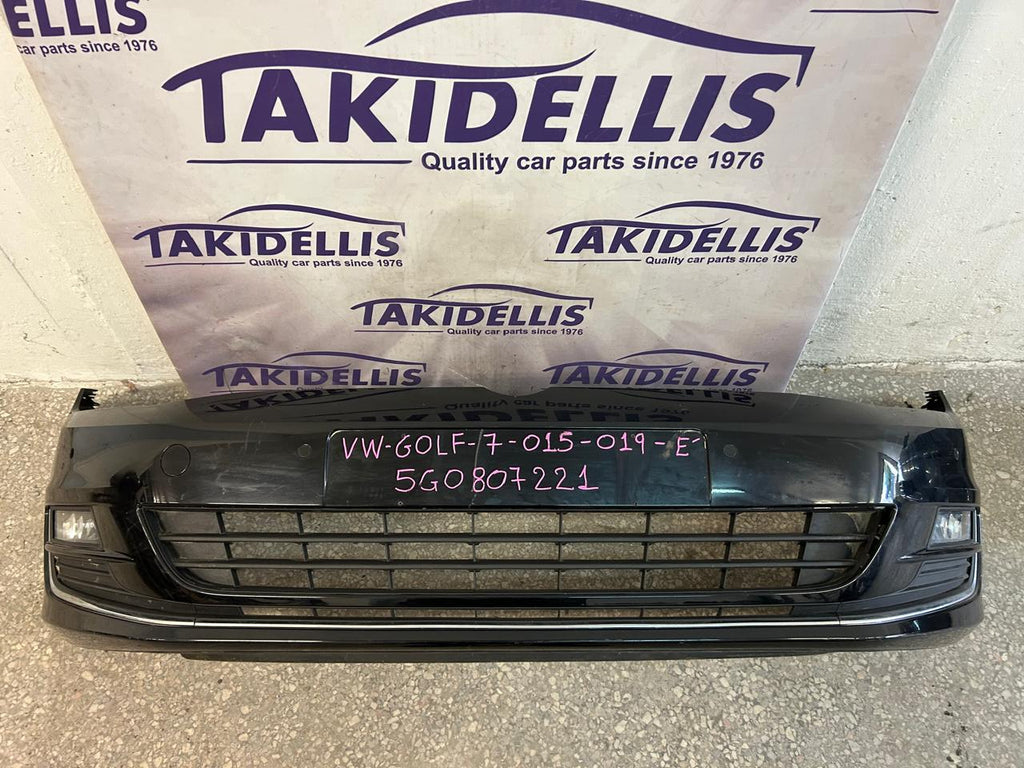 ELLIS
car parts since 1976
TAKIDELLIS
Quality car parts since 1976
TAKIDELLIS
Quality car parts since 1976
TAKIDELLIS
Quality car parts since 1976
TAKIDELLIS
Quality car parts since 1976
TAKIDELLIS
TAKIDELLIS
VW-GOLF-7-015-019-E
5G0807221